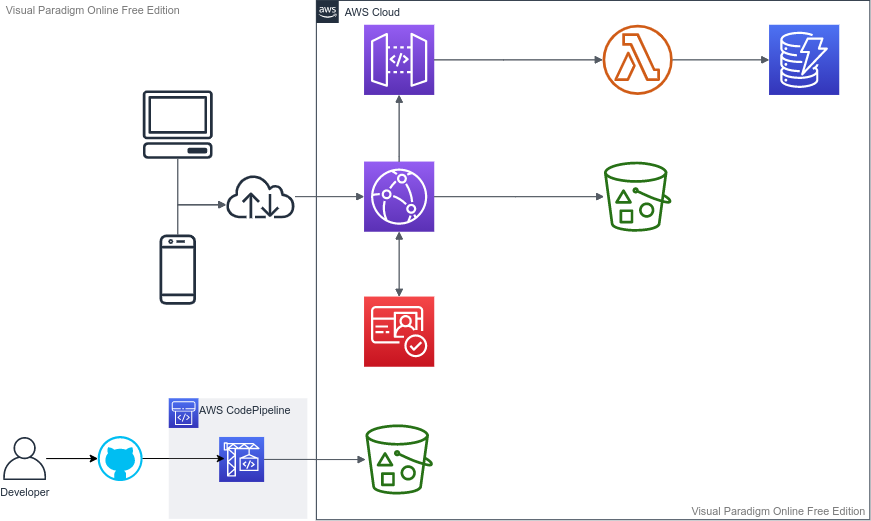 Visual Paradigm Online Free Edition
aws
AWS Cloud
AWS CodePipeline
Developer
Visual Paradigm Online Free Edition